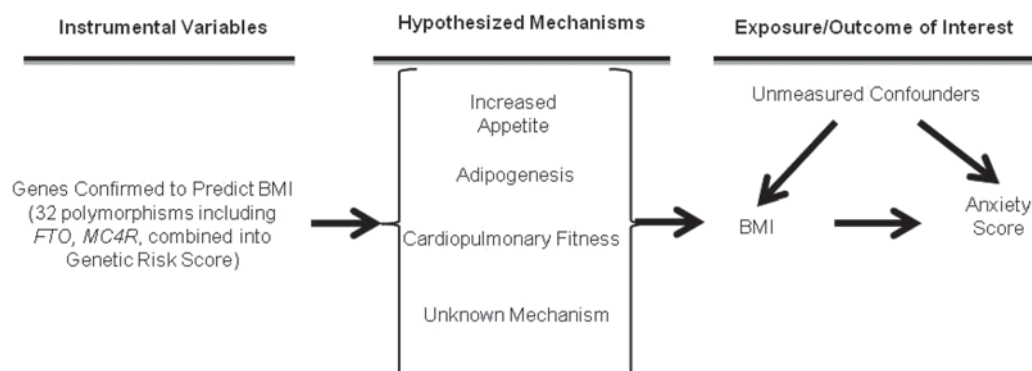 Instrumental Variables
Hypothesized Mechanisms
Exposure/Outcome of Interest
Genes Confirmed to Predict BMI
(32 polymorphisms including
FTO, MC4R, combined into
Genetic Risk Score)
Increased
Appetite
Adipogenesis
Cardiopulmonary Fitness
Unknown Mechanism
Unmeasured Confounders
BMI
Anxiety
Score